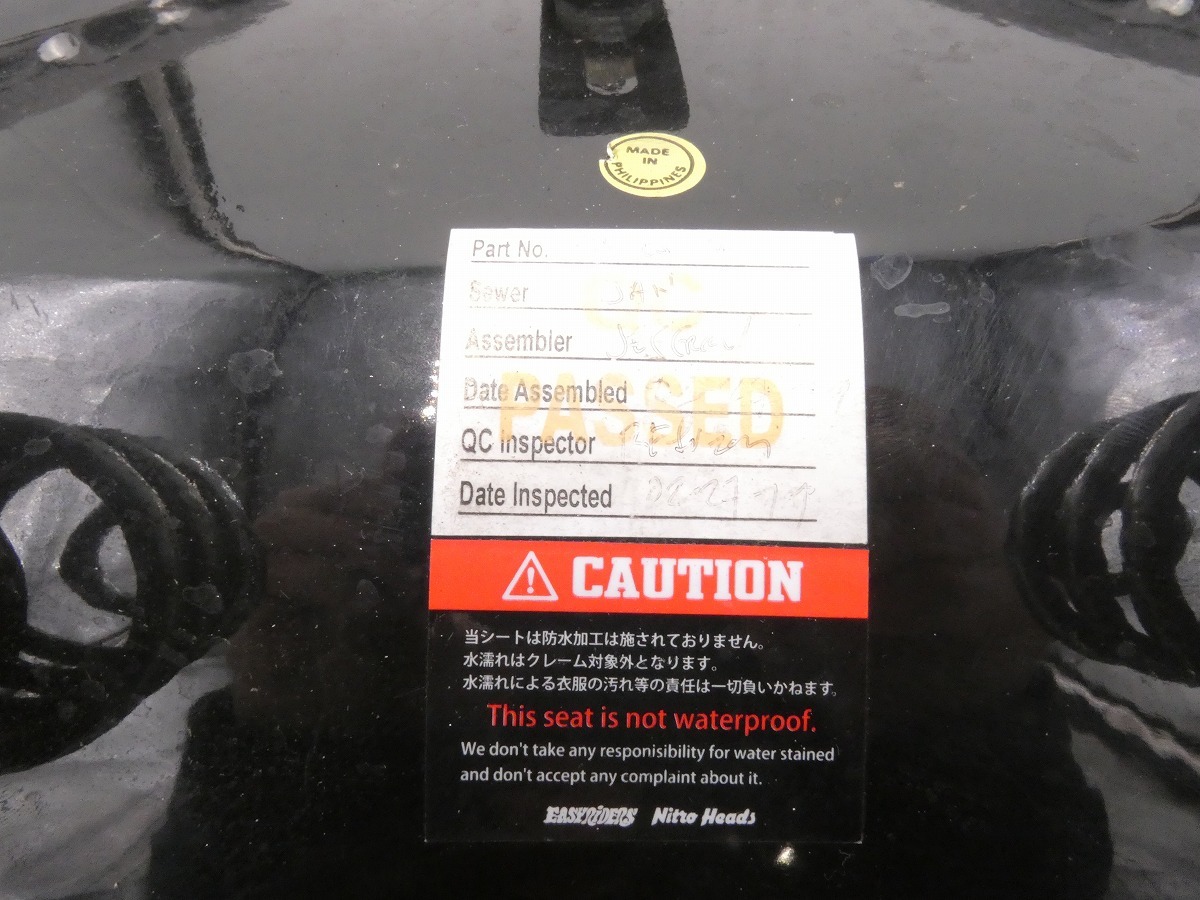 MADE
IN
PHILIPPINES
Part No.
QC
Sewer
Assembler
Date Assembled
PASSED
QC Inspector
Date Inspected
CAUTION
当シートは防水加工は施されておりません。
水濡れはクレーム対象外となります。
水濡れによる衣服の汚れ等の責任は一切負いかねます。
This seat is not waterproof.
We don't take any responisibility for water stained
and don't accept any complaint about it.
EASYRIDERS Nitro Heads